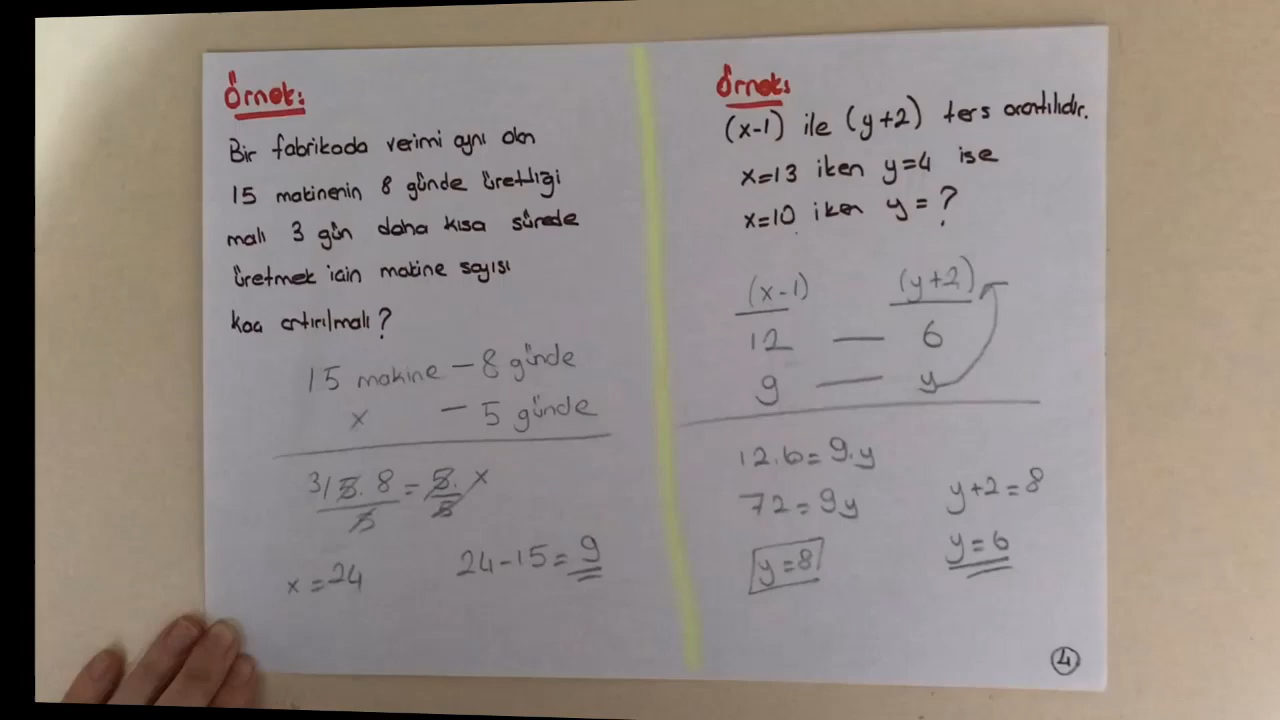 Örnek:
Bir fabrikada verimi aynı olan
15 makinenin 8 günde ürettiği
malı 3 gün daha kısa sürede
üretmek için makine sayısı
kaç artırılmalı?
15 makine — 8 günde
x — 5 günde
3 15. 8 = 5. x
5 5
x = 24 24-15 = 9
Örnek:
(x-1) ile (y+2) ters orantılıdır.
x=13 iken y=4 ise
x=10 iken y = ?
(x-1) (y+2)
12 — 6
9 — y
12.6 = 9.y
72 = 9y y+2 = 8
y = 8 y = 6
4